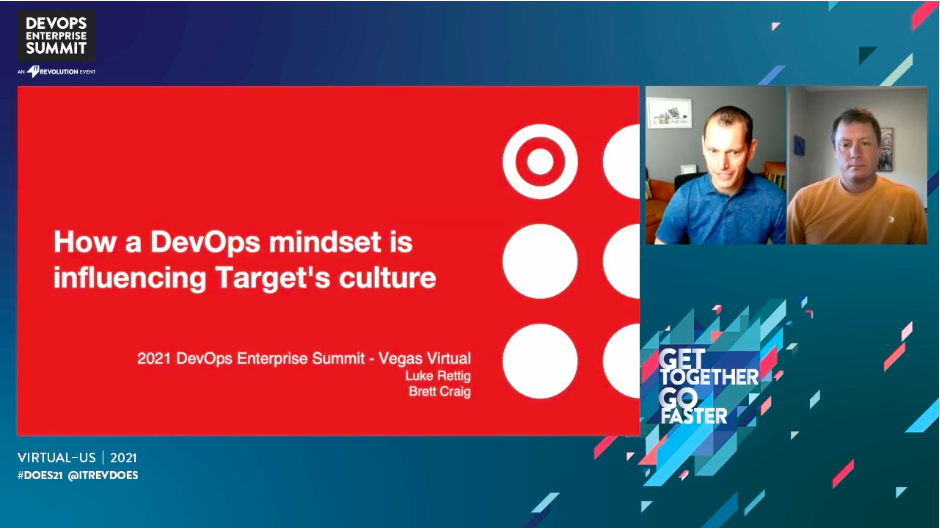 DEVOPS
ENTERPRISE
SUMMIT
AN IT REVOLUTION EVENT
How a DevOps mindset is
influencing Target's culture
2021 DevOps Enterprise Summit - Vegas Virtual
Luke Rettig
Brett Craig
GET
TOGETHER
GO
FASTER
VIRTUAL-US | 2021
#DOES21 @ITREVDOES